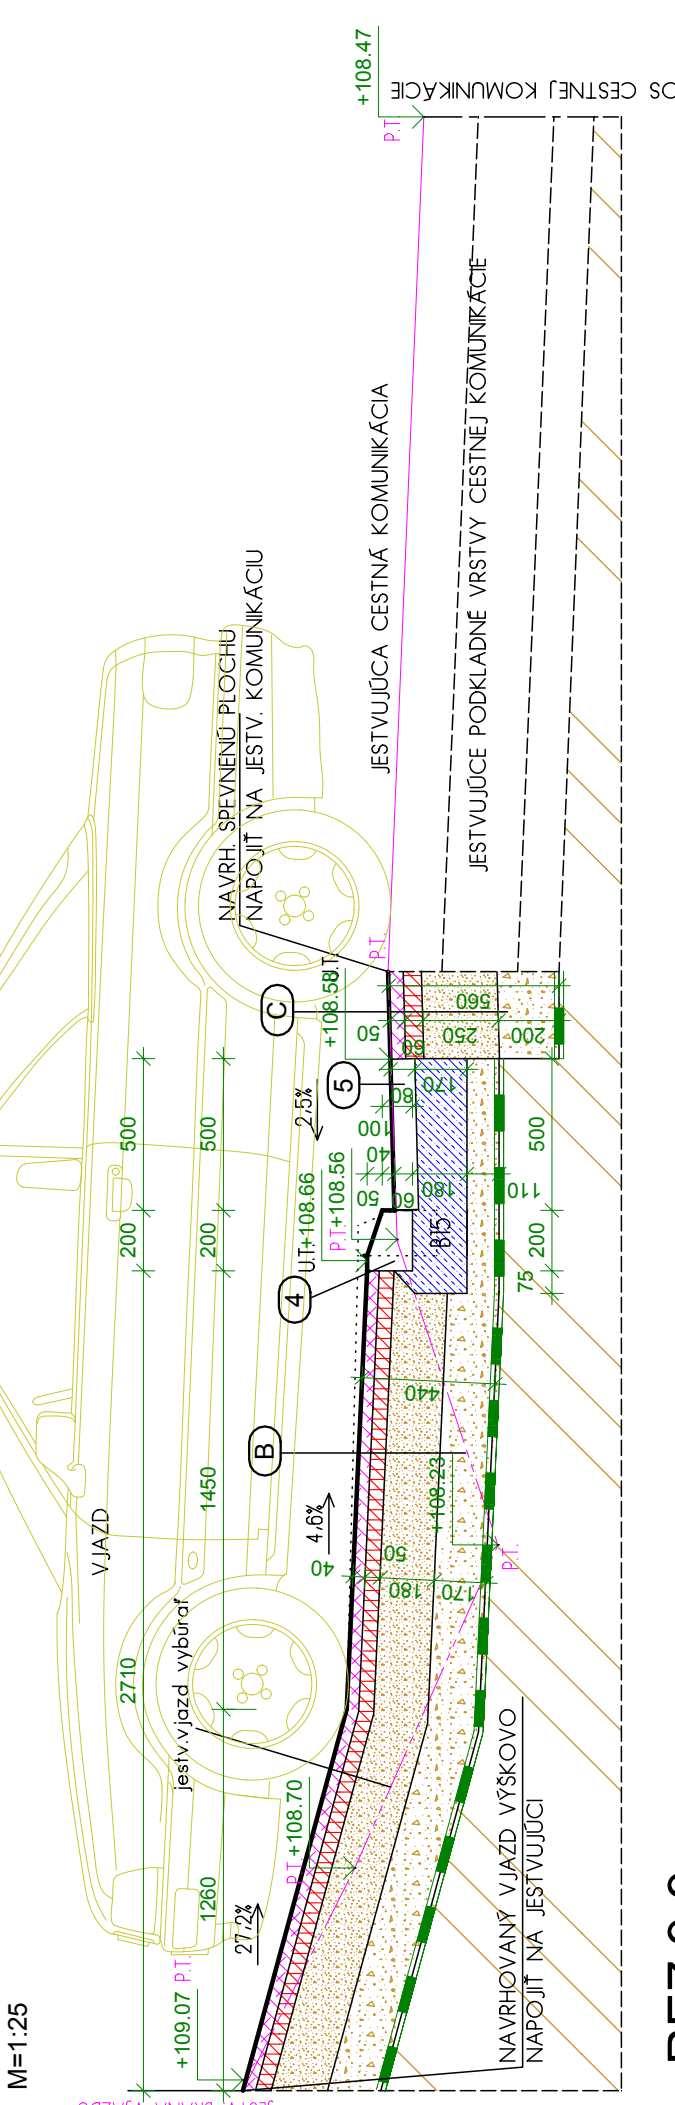 M=1:25
OS CESTNEJ KOMUNIKÁCIE
+108.47
P.T.
JESTVUJÚCA CESTNÁ KOMUNIKÁCIA
JESTVUJÚCE PODKLADNÉ VRSTVY CESTNEJ KOMUNIKÁCIE
NAVRH. SPEVNENÚ PLOCHU
NAPOJIŤ NA JESTV. KOMUNIKÁCIU
P.T.
U.T.
+108.58
C
50
60
250
200
560
5
2,5%
500
500
80
170
100
40
50
60
180
110
500
P.T.
+108.56
U.T.
+108.66
200
200
200
75
B15
4
B
440
1450
+108.23
P.T.
4,6%
40
50
180
170
VJAZD
2710
jestv.vjazd vybúrať
P.T.
+108.70
1260
27,2%
+109.07
P.T.
NAVRHOVANÝ VJAZD VÝŠKOVO
NAPOJIŤ NA JESTVUJÚCI